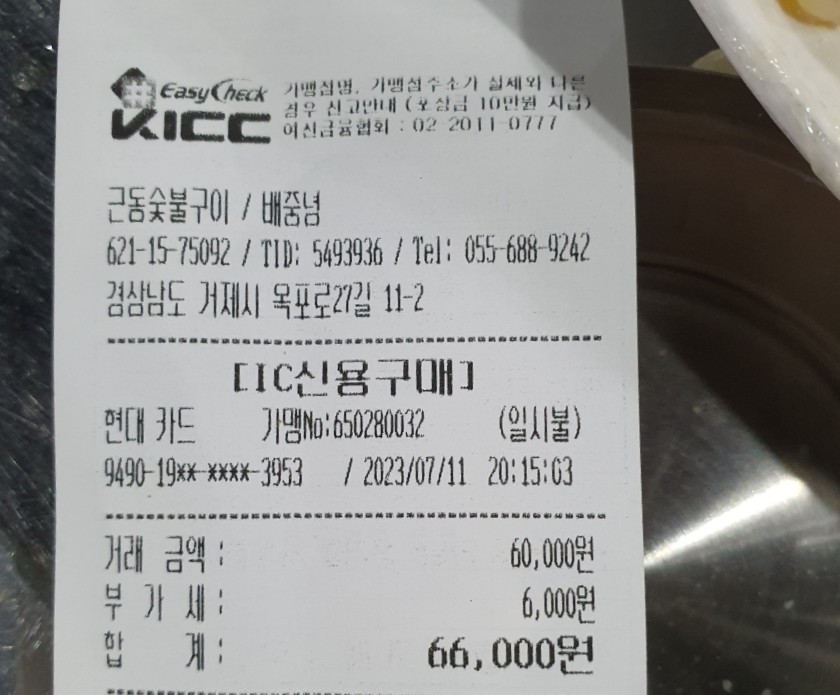 EasyCheck
KICC
가맹점명, 가맹점주소가 실제와 다른
경우 신고안내 (포상금 10만원 지급)
여신금융협회 : 02-2011-0777
근동숯불구이 / 배줌념
621-15-75092 / TID: 5493936 / Tel: 055-688-9242
경상남도 거제시 옥포로27길 11-2
[IC신용구매]
현대 카드 가맹No:650280032 (일시불)
9490-19**-****-3953 / 2023/07/11 20:15:03
거래 금액 : 60,000원
부 가 세 : 6,000원
합 계 : 66,000원